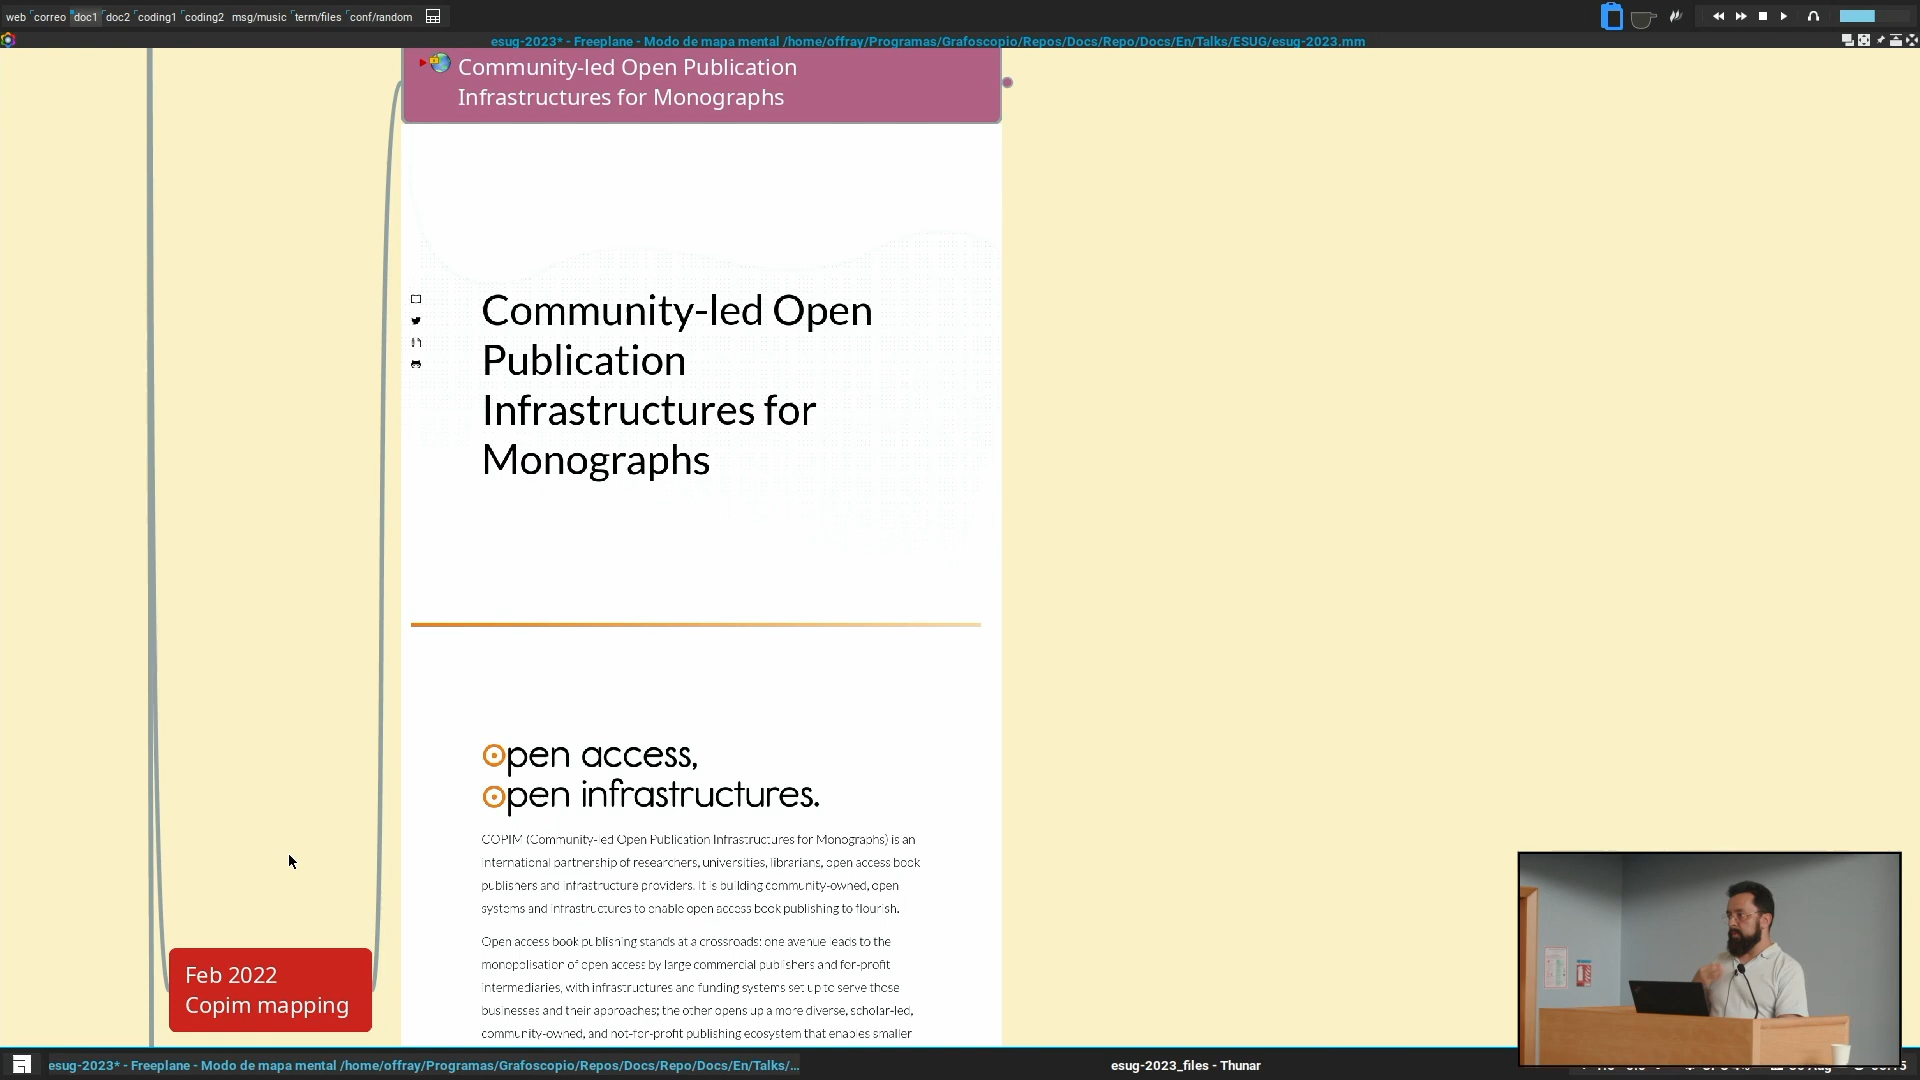 web correo doc1 doc2 coding1 coding2 msg/music term/files conf/random
esug-2023* - Freeplane - Modo de mapa mental /home/offray/Programas/Grafoscopio/Repos/Docs/Repo/Docs/En/Talks/ESUG/esug-2023.mm
Community-led Open Publication
Infrastructures for Monographs
Community-led Open
Publication
Infrastructures for
Monographs
open access,
open infrastructures.
COPIM (Community-led Open Publication Infrastructures for Monographs) is an
international partnership of researchers, universities, librarians, open access book
publishers and infrastructure providers. It is building community-owned, open
systems and infrastructures to enable open access book publishing to flourish.
Open access book publishing stands at a crossroads: one avenue leads to the
monopolisation of open access by large commercial publishers and for-profit
intermediaries, with infrastructures and funding systems set up to serve those
businesses and their approaches; the other opens up a more diverse, scholar-led,
community-owned, and not-for-profit publishing ecosystem that enables smaller
Feb 2022
Copim mapping
esug-2023* - Freeplane - Modo de mapa mental /home/offray/Programas/Grafoscopio/Repos/Docs/Repo/Docs/En/Talks/...
esug-2023_files - Thunar